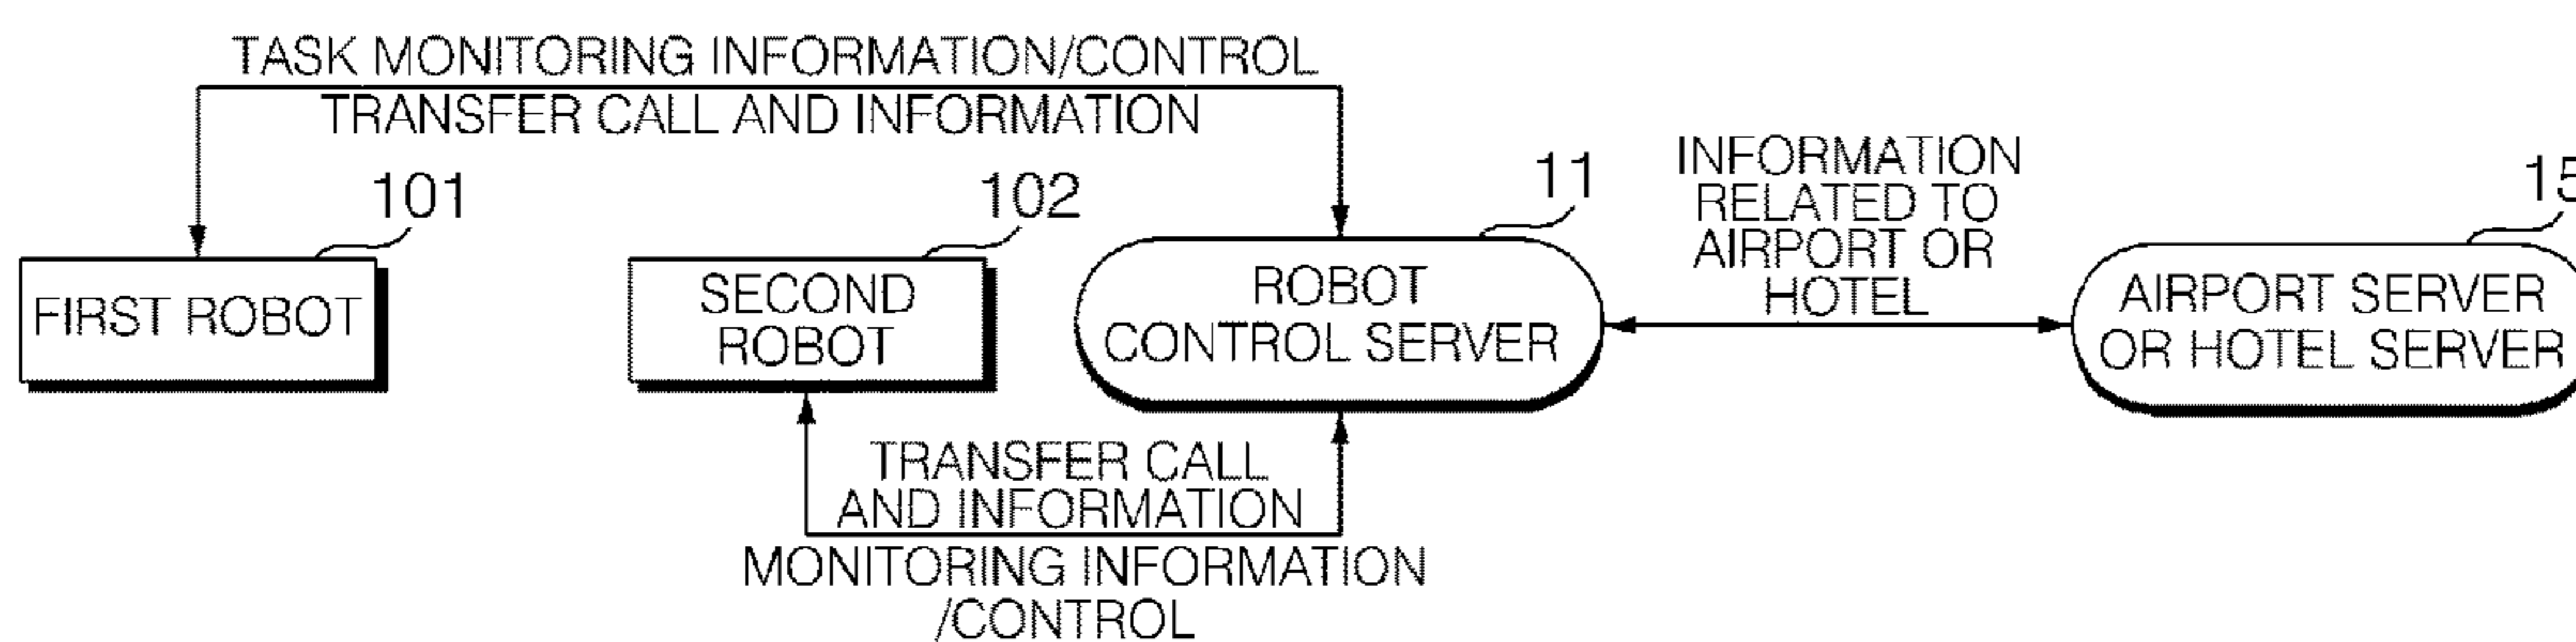 TASK MONITORING INFORMATION/CONTROL
TRANSFER CALL AND INFORMATION
101
102
11
INFORMATION
RELATED TO
AIRPORT OR
HOTEL
15
FIRST ROBOT
SECOND
ROBOT
ROBOT
CONTROL SERVER
AIRPORT SERVER
OR HOTEL SERVER
TRANSFER CALL
AND INFORMATION
MONITORING INFORMATION
/CONTROL